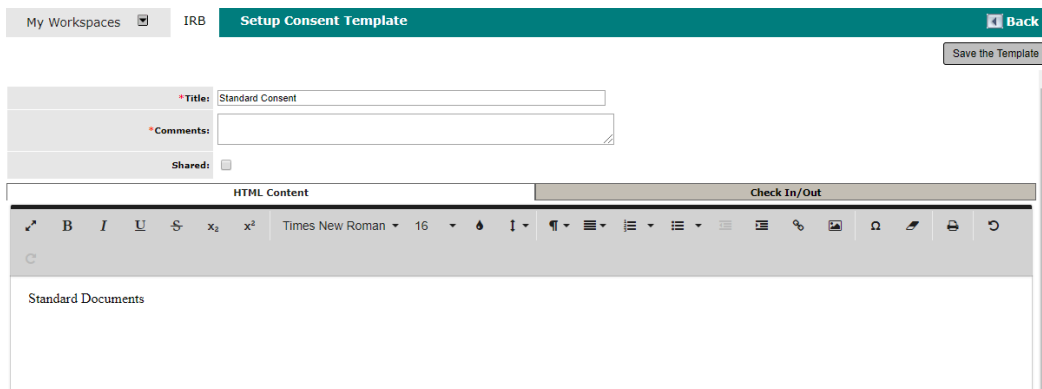 My Workspaces IRB Setup Consent Template Back
Save the Template
*Title: Standard Consent
*Comments:
Shared:
HTML Content Check In/Out
B I U S x₂ x² Times New Roman 16 ¶ Ω
Standard Documents